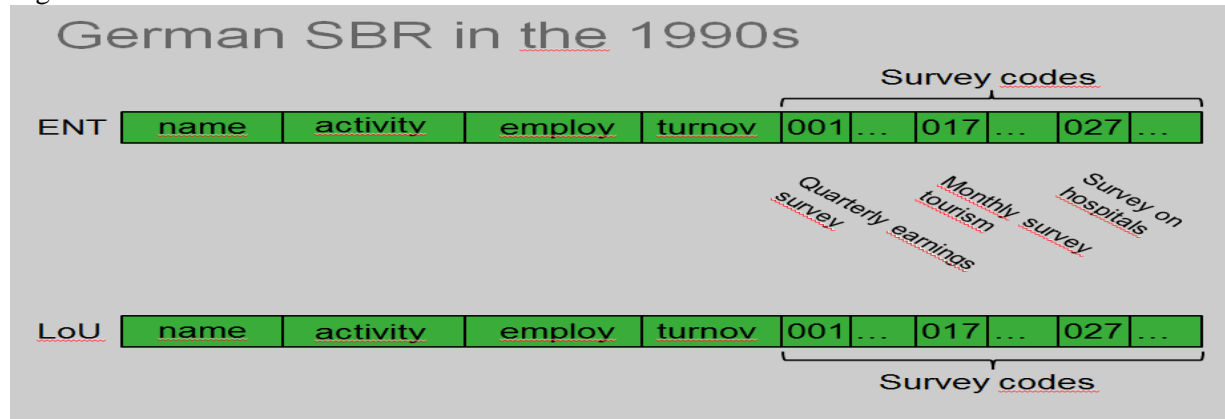 German SBR in the 1990s
Survey codes
ENT name activity employ turnov 001 ... 017 ... 027 ...
Quarterly earnings
survey
Monthly survey
tourism
Survey on
hospitals
LoU name activity employ turnov 001 ... 017 ... 027 ...
Survey codes